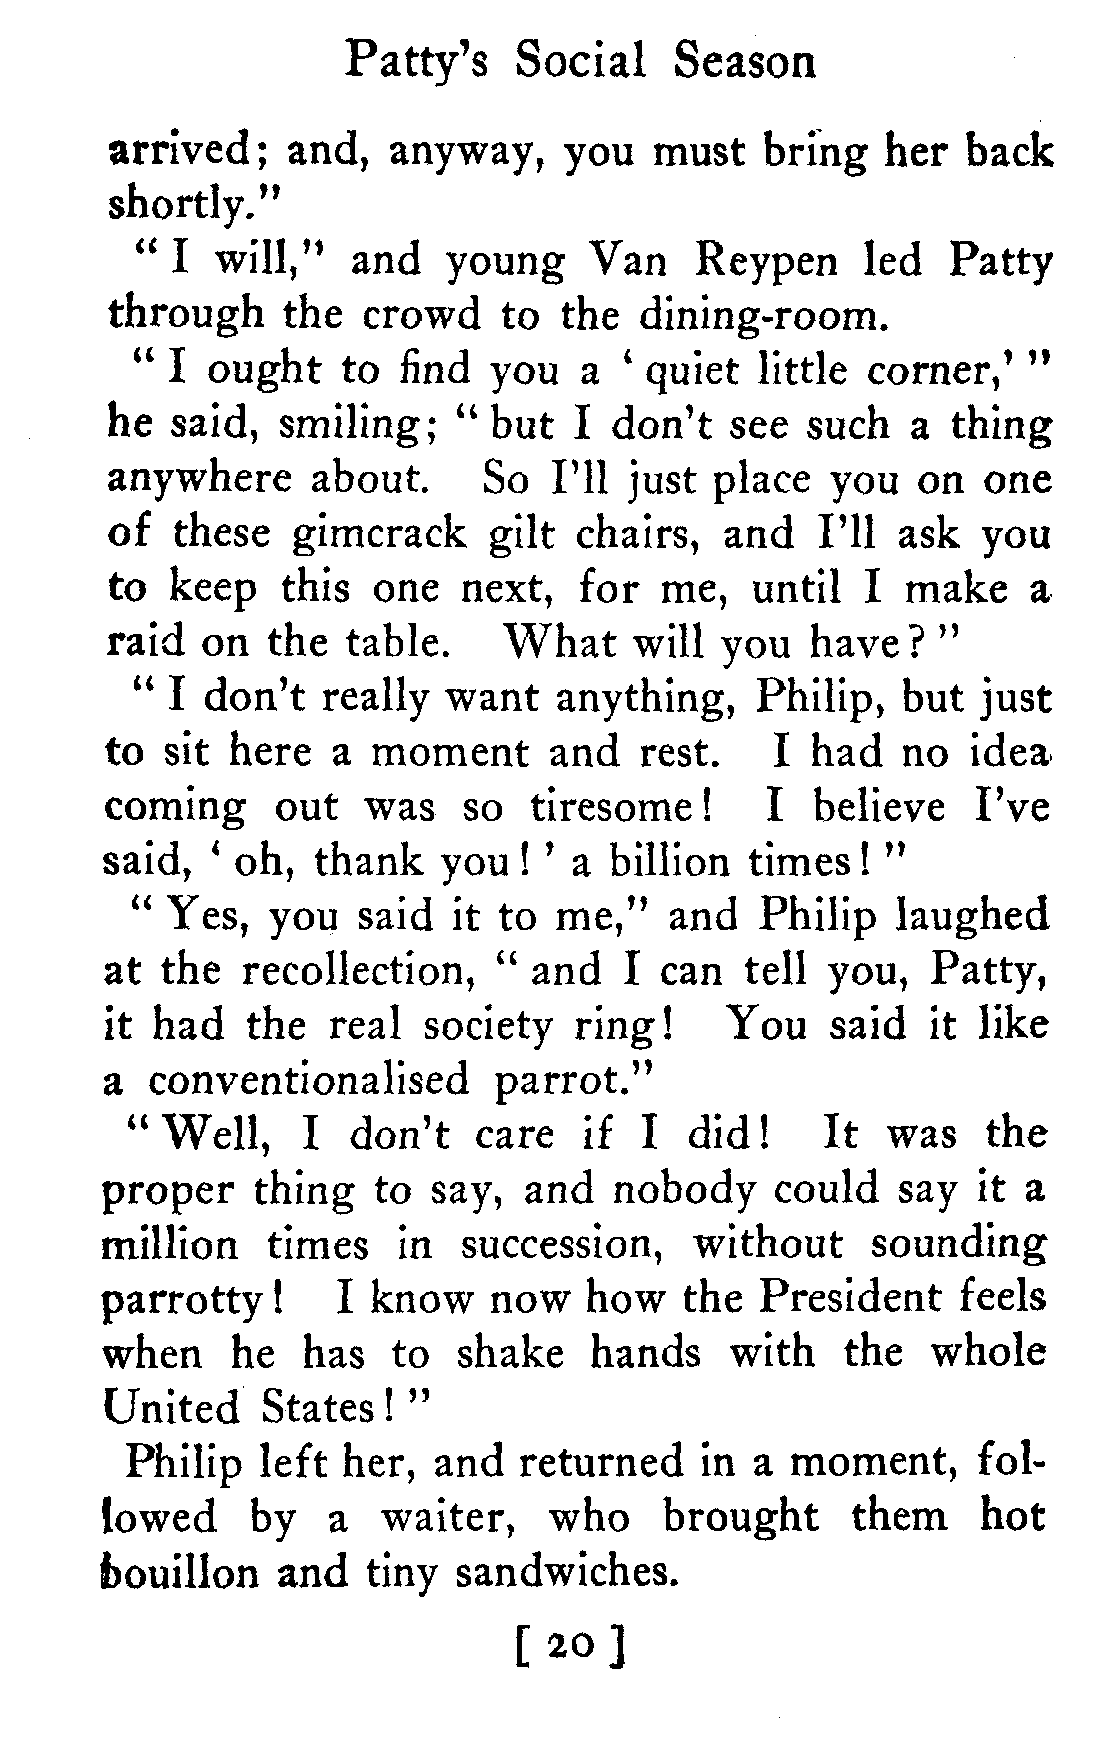 Patty's Social Season
arrived; and, anyway, you must bring her back
shortly."
" I will," and young Van Reypen led Patty
through the crowd to the dining-room.
" I ought to find you a ' quiet little corner,' "
he said, smiling; " but I don't see such a thing
anywhere about. So I'll just place you on one
of these gimcrack gilt chairs, and I'll ask you
to keep this one next, for me, until I make a
raid on the table. What will you have? "
" I don't really want anything, Philip, but just
to sit here a moment and rest. I had no idea
coming out was so tiresome! I believe I've
said, ' oh, thank you! ' a billion times! "
" Yes, you said it to me," and Philip laughed
at the recollection, " and I can tell you, Patty,
it had the real society ring! You said it like
a conventionalised parrot."
" Well, I don't care if I did! It was the
proper thing to say, and nobody could say it a
million times in succession, without sounding
parrotty! I know now how the President feels
when he has to shake hands with the whole
United States! "
Philip left her, and returned in a moment, fol-
lowed by a waiter, who brought them hot
bouillon and tiny sandwiches.
[ 20 ]